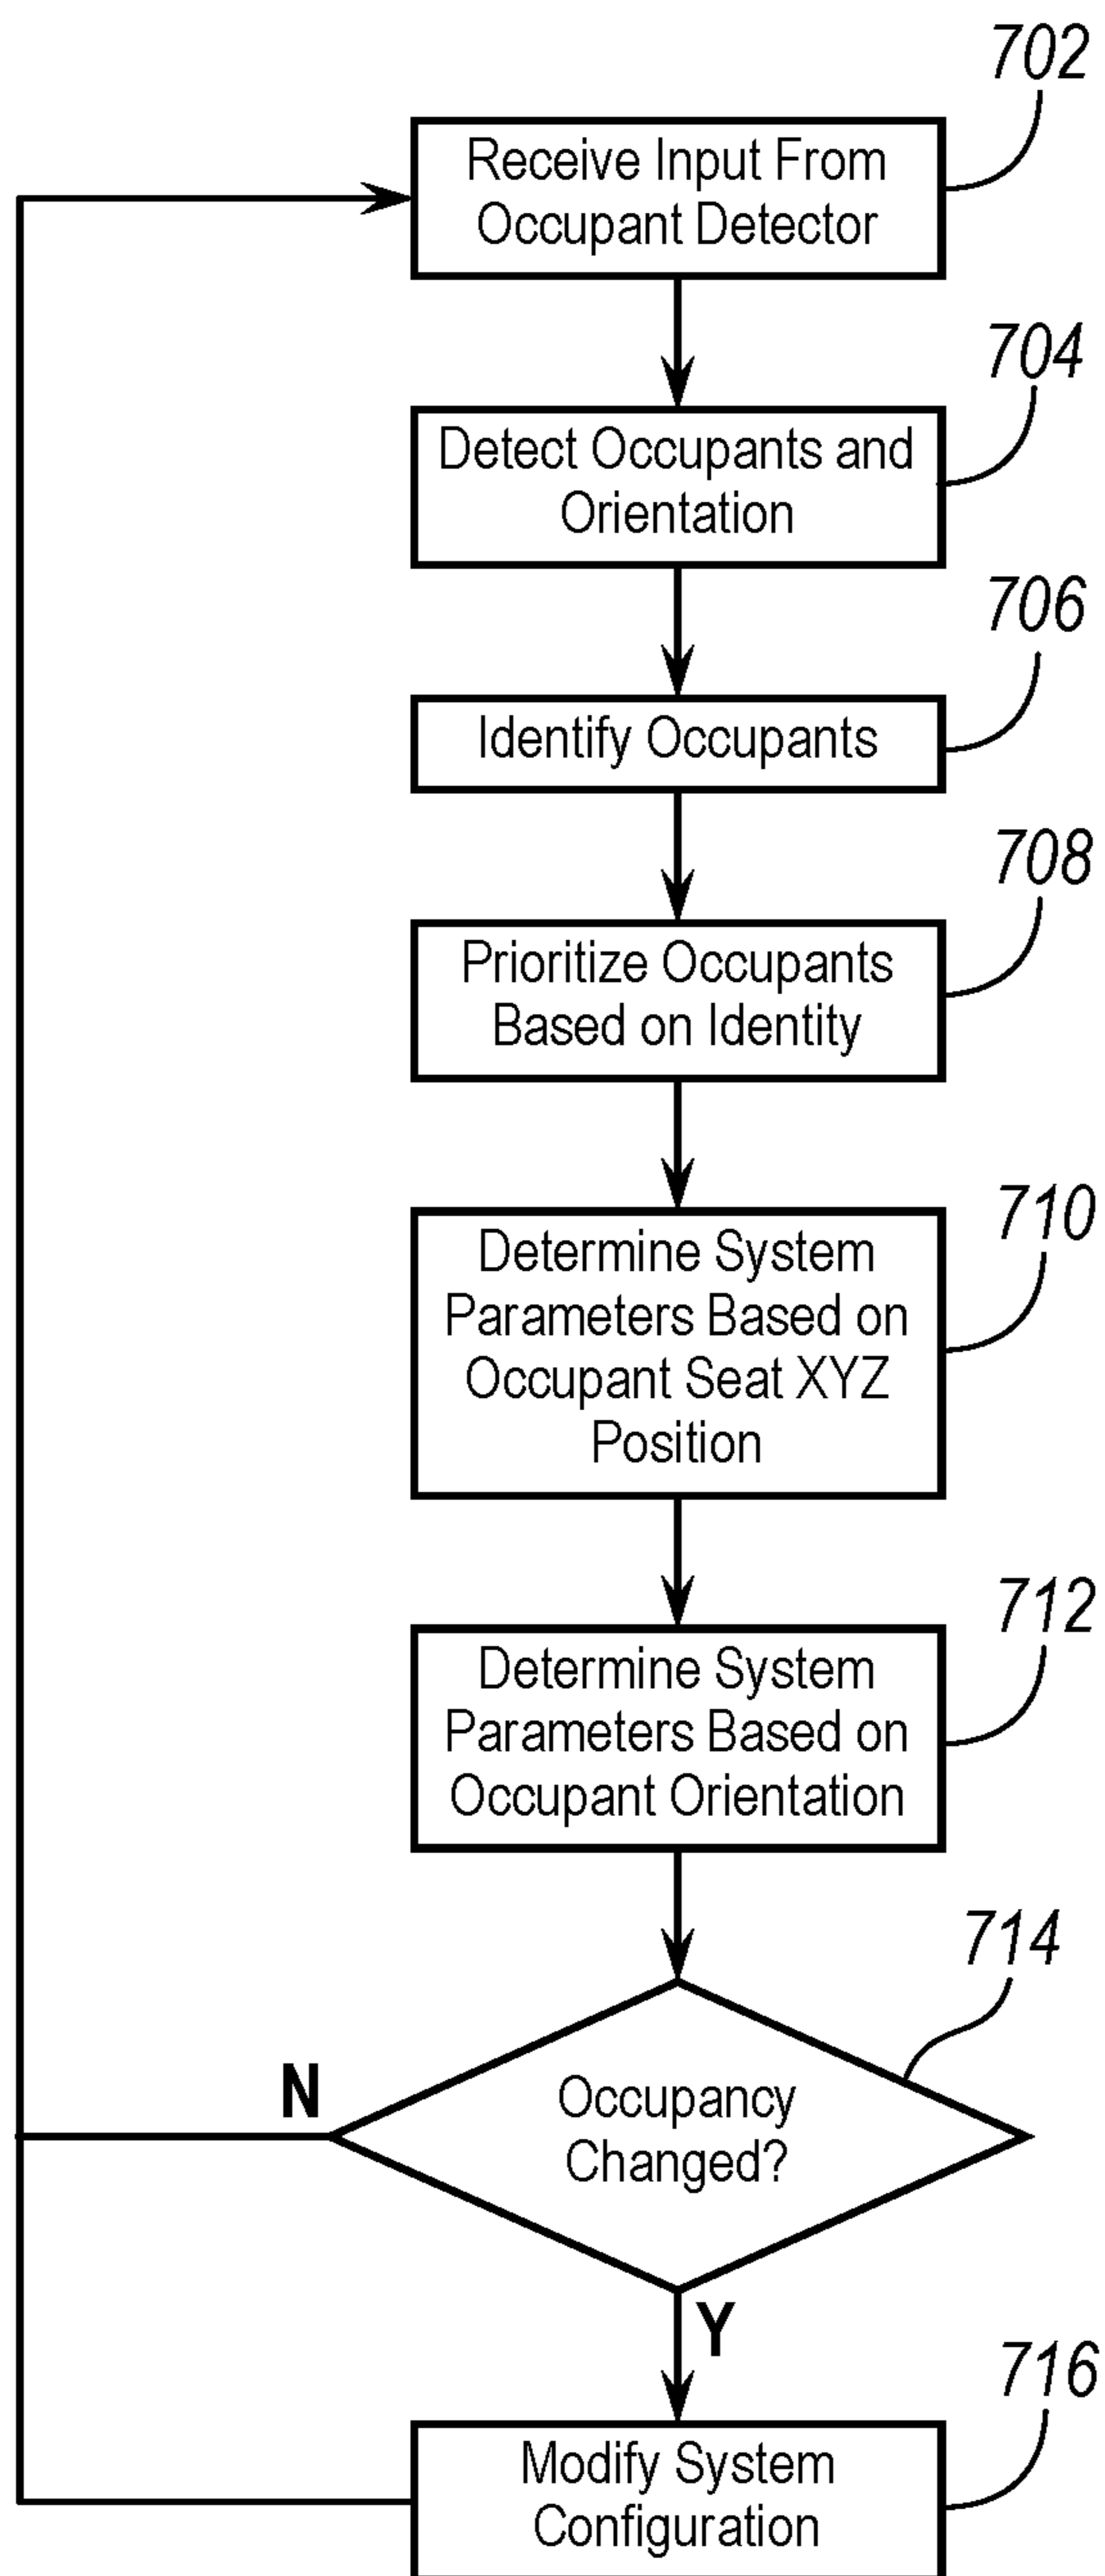 702
Receive Input From
Occupant Detector
704
Detect Occupants and
Orientation
706
Identify Occupants
708
Prioritize Occupants
Based on Identity
710
Determine System
Parameters Based on
Occupant Seat XYZ
Position
712
Determine System
Parameters Based on
Occupant Orientation
714
N
Occupancy
Changed?
Y
716
Modify System
Configuration